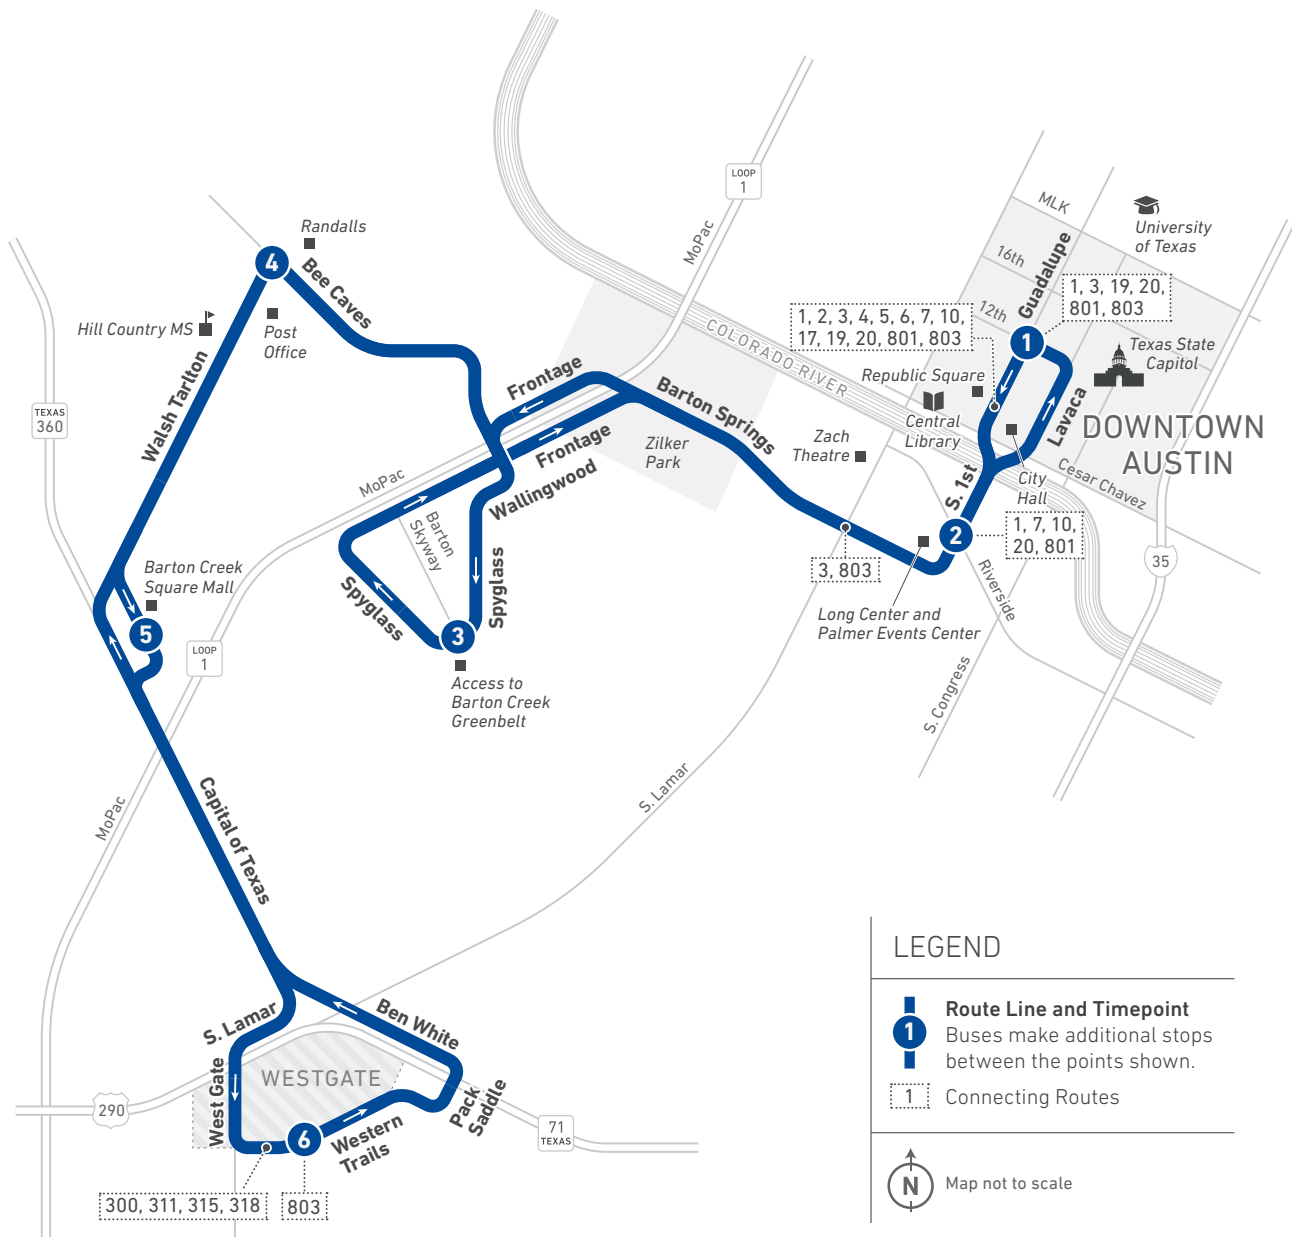 LOOP
1
MoPac
MLK
University
of Texas
16th
Guadalupe
12th
1, 3, 19, 20,
801, 803
1, 2, 3, 4, 5, 6, 7, 10,
17, 19, 20, 801, 803
1
Texas State
Capitol
Republic Square
Central
Library
Lavaca
DOWNTOWN
AUSTIN
COLORADO RIVER
Randalls
4
Bee Caves
Hill Country MS
Post
Office
Walsh Tarlton
TEXAS
360
Frontage
Barton Springs
Zilker
Park
Zach
Theatre
Frontage
Wallingwood
MoPac
Barton
Skyway
S. 1st
City
Hall
Cesar Chavez
2
1, 7, 10,
20, 801
3, 803
Riverside
35
Long Center and
Palmer Events Center
S. Congress
Barton Creek
Square Mall
5
LOOP
1
Spyglass
Spyglass
3
Access to
Barton Creek
Greenbelt
S. Lamar
MoPac
Capital of Texas
S. Lamar
Ben White
West Gate
WESTGATE
Pack
Saddle
290
71
TEXAS
6
Western
Trails
300, 311, 315, 318
803
LEGEND
1
Route Line and Timepoint
Buses make additional stops
between the points shown.
1
Connecting Routes
N
Map not to scale